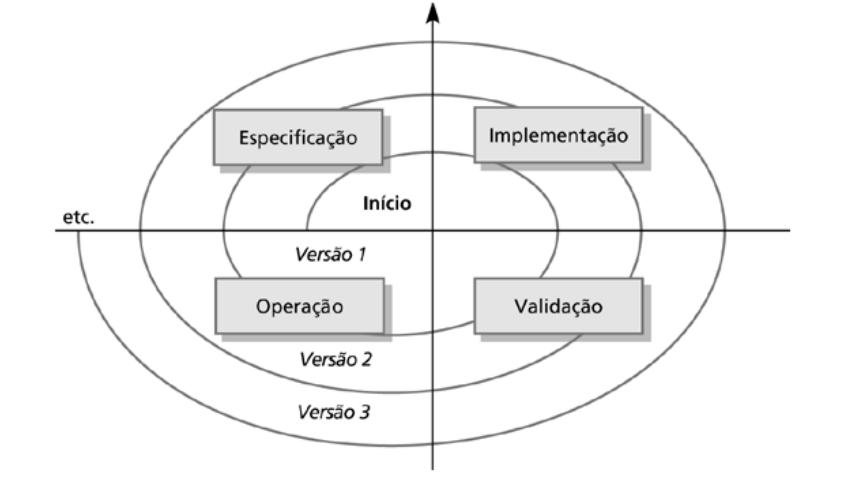 Especificação
Implementação
Início
etc.
Versão 1
Operação
Validação
Versão 2
Versão 3